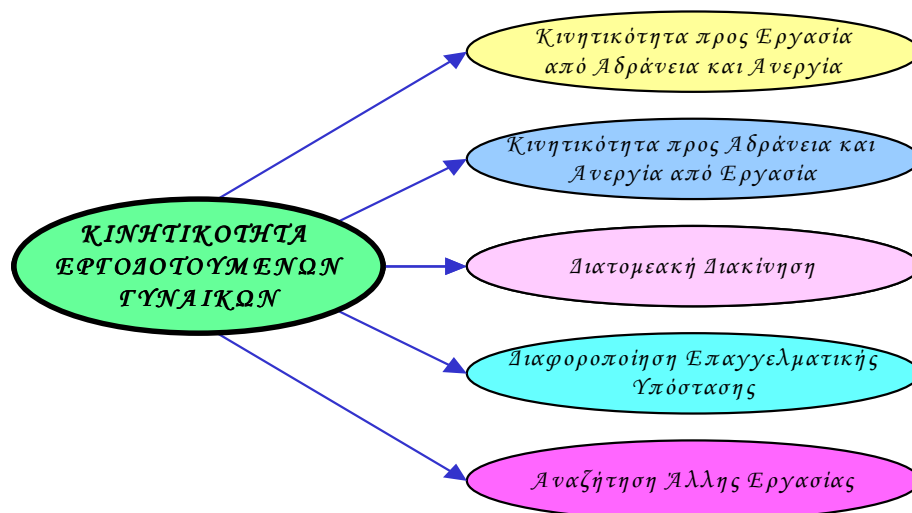 Κινητικότητα προς Εργασία
από Αδράνεια και Ανεργία
Κινητικότητα προς Αδράνεια και
Ανεργία από Εργασία
ΚΙΝΗΤΙΚΟΤΗΤΑ
ΕΡΓΟΔΟΤΟΥΜΕΝΩΝ
ΓΥΝΑΙΚΩΝ
Διατομεακή Διακίνηση
Διαφοροποίηση Επαγγελματικής
Υπόστασης
Αναζήτηση Άλλης Εργασίας